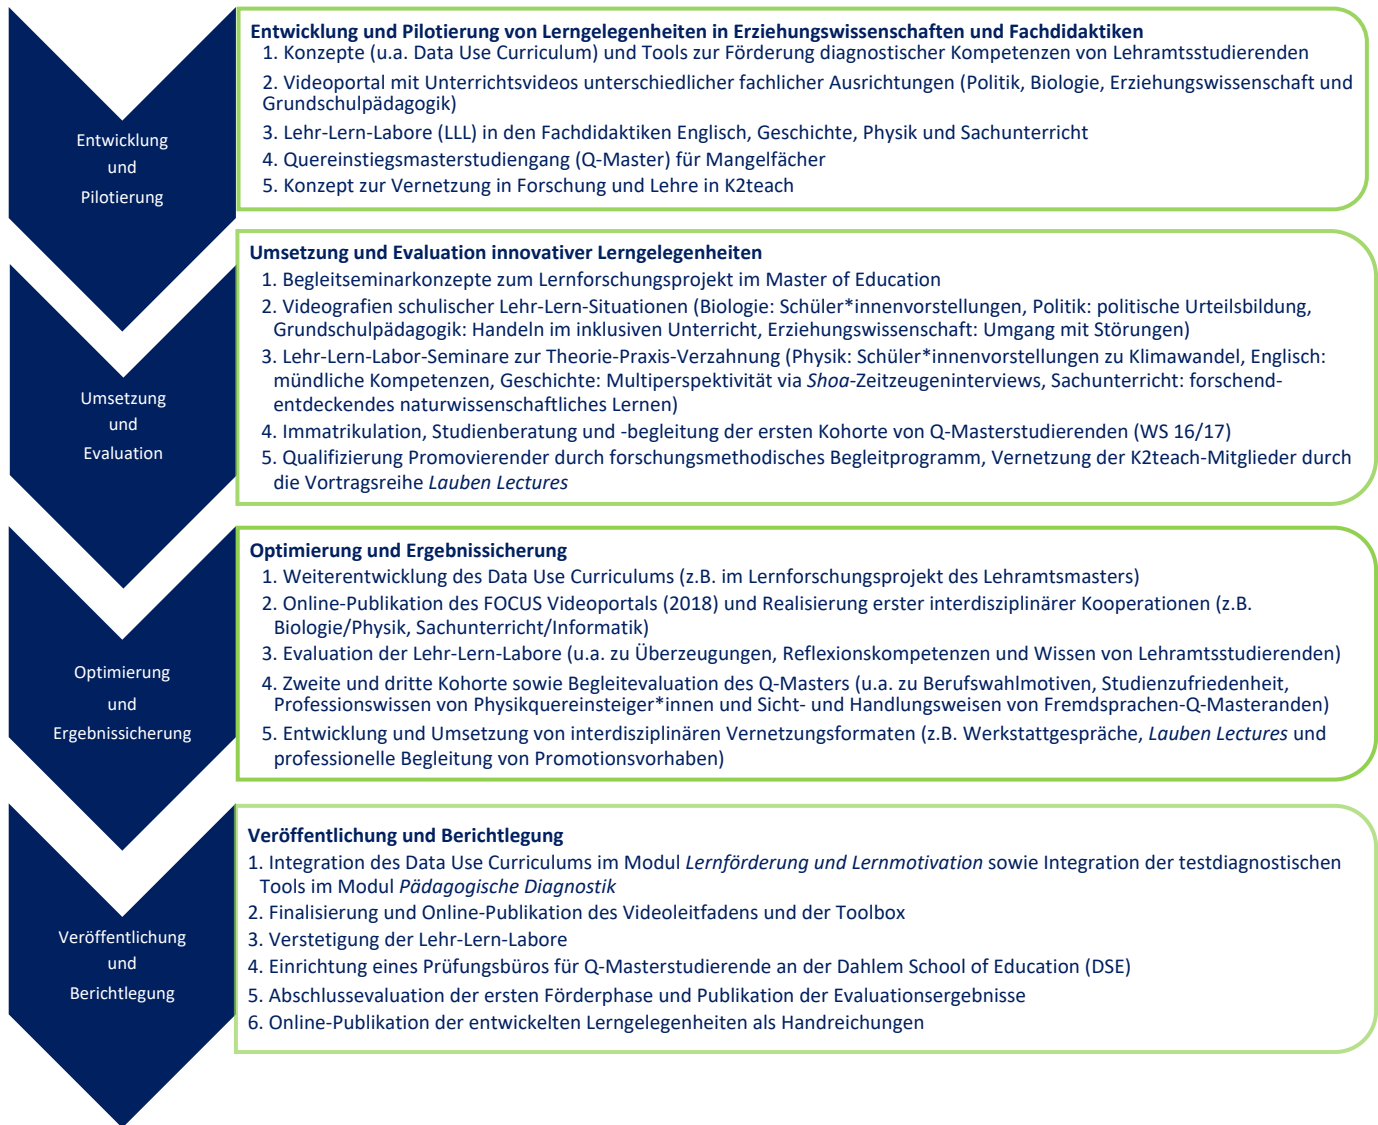 Entwicklung
und
Pilotierung
Entwicklung und Pilotierung von Lerngelegenheiten in Erziehungswissenschaften und Fachdidaktiken
1. Konzepte (u.a. Data Use Curriculum) und Tools zur Förderung diagnostischer Kompetenzen von Lehramtsstudierenden
2. Videoportal mit Unterrichtsvideos unterschiedlicher fachlicher Ausrichtungen (Politik, Biologie, Erziehungswissenschaft und
Grundschulpädagogik)
3. Lehr-Lern-Labore (LLL) in den Fachdidaktiken Englisch, Geschichte, Physik und Sachunterricht
4. Quereinstiegsmasterstudiengang (Q-Master) für Mangelfächer
5. Konzept zur Vernetzung in Forschung und Lehre in K2teach
Umsetzung
und
Evaluation
Umsetzung und Evaluation innovativer Lerngelegenheiten
1. Begleitseminarkonzepte zum Lernforschungsprojekt im Master of Education
2. Videografien schulischer Lehr-Lern-Situationen (Biologie: Schüler*innenvorstellungen, Politik: politische Urteilsbildung,
Grundschulpädagogik: Handeln im inklusiven Unterricht, Erziehungswissenschaft: Umgang mit Störungen)
3. Lehr-Lern-Labor-Seminare zur Theorie-Praxis-Verzahnung (Physik: Schüler*innenvorstellungen zu Klimawandel, Englisch:
mündliche Kompetenzen, Geschichte: Multiperspektivität via Shoa-Zeitzeugeninterviews, Sachunterricht: forschend-
entdeckendes naturwissenschaftliches Lernen)
4. Immatrikulation, Studienberatung und -begleitung der ersten Kohorte von Q-Masterstudierenden (WS 16/17)
5. Qualifizierung Promovierender durch forschungsmethodisches Begleitprogramm, Vernetzung der K2teach-Mitglieder durch
die Vortragsreihe Lauben Lectures
Optimierung
und
Ergebnissicherung
Optimierung und Ergebnissicherung
1. Weiterentwicklung des Data Use Curriculums (z.B. im Lernforschungsprojekt des Lehramtsmasters)
2. Online-Publikation des FOCUS Videoportals (2018) und Realisierung erster interdisziplinärer Kooperationen (z.B.
Biologie/Physik, Sachunterricht/Informatik)
3. Evaluation der Lehr-Lern-Labore (u.a. zu Überzeugungen, Reflexionskompetenzen und Wissen von Lehramtsstudierenden)
4. Zweite und dritte Kohorte sowie Begleitevaluation des Q-Masters (u.a. zu Berufswahlmotiven, Studienzufriedenheit,
Professionswissen von Physikquereinsteiger*innen und Sicht- und Handlungsweisen von Fremdsprachen-Q-Masteranden)
5. Entwicklung und Umsetzung von interdisziplinären Vernetzungsformaten (z.B. Werkstattgespräche, Lauben Lectures und
professionelle Begleitung von Promotionsvorhaben)
Veröffentlichung
und
Berichtlegung
Veröffentlichung und Berichtlegung
1. Integration des Data Use Curriculums im Modul Lernförderung und Lernmotivation sowie Integration der testdiagnostischen
Tools im Modul Pädagogische Diagnostik
2. Finalisierung und Online-Publikation des Videoleitfadens und der Toolbox
3. Verstetigung der Lehr-Lern-Labore
4. Einrichtung eines Prüfungsbüros für Q-Masterstudierende an der Dahlem School of Education (DSE)
5. Abschlussevaluation der ersten Förderphase und Publikation der Evaluationsergebnisse
6. Online-Publikation der entwickelten Lerngelegenheiten als Handreichungen